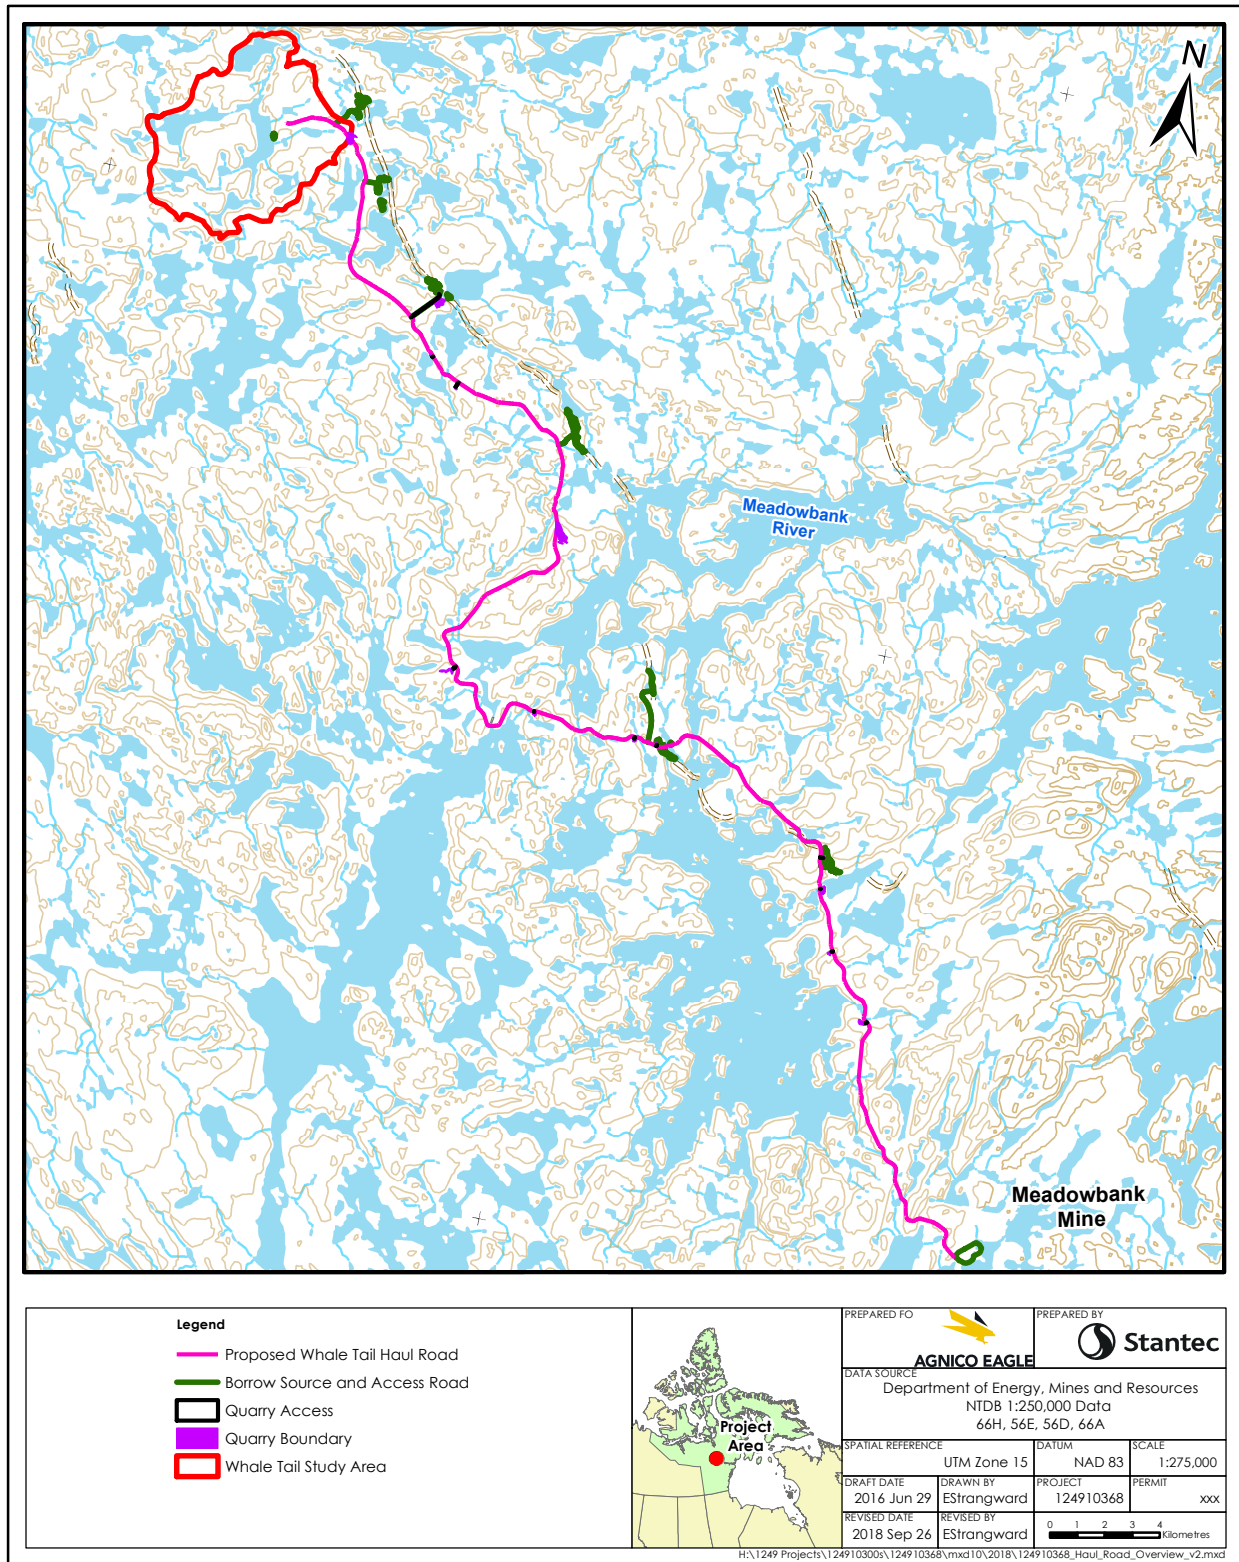 N
Meadowbank
River
Meadowbank
Mine
Legend
Proposed Whale Tail Haul Road
Borrow Source and Access Road
Quarry Access
Quarry Boundary
Whale Tail Study Area
Project
Area
PREPARED FO
AGNICO EAGLE
PREPARED BY
Stantec
DATA SOURCE
Department of Energy, Mines and Resources
NTDB 1:250,000 Data
66H, 56E, 56D, 66A
SPATIAL REFERENCE
UTM Zone 15
DATUM
NAD 83
SCALE
1:275,000
DRAFT DATE
2016 Jun 29
DRAWN BY
EStrangward
PROJECT
124910368
PERMIT
xxx
REVISED DATE
2018 Sep 26
REVISED BY
EStrangward
0 1 2 3 4
Kilometres
H:\1249 Projects\124910300s\124910368\mxd10\2018\124910368_Haul_Road_Overview_v2.mxd